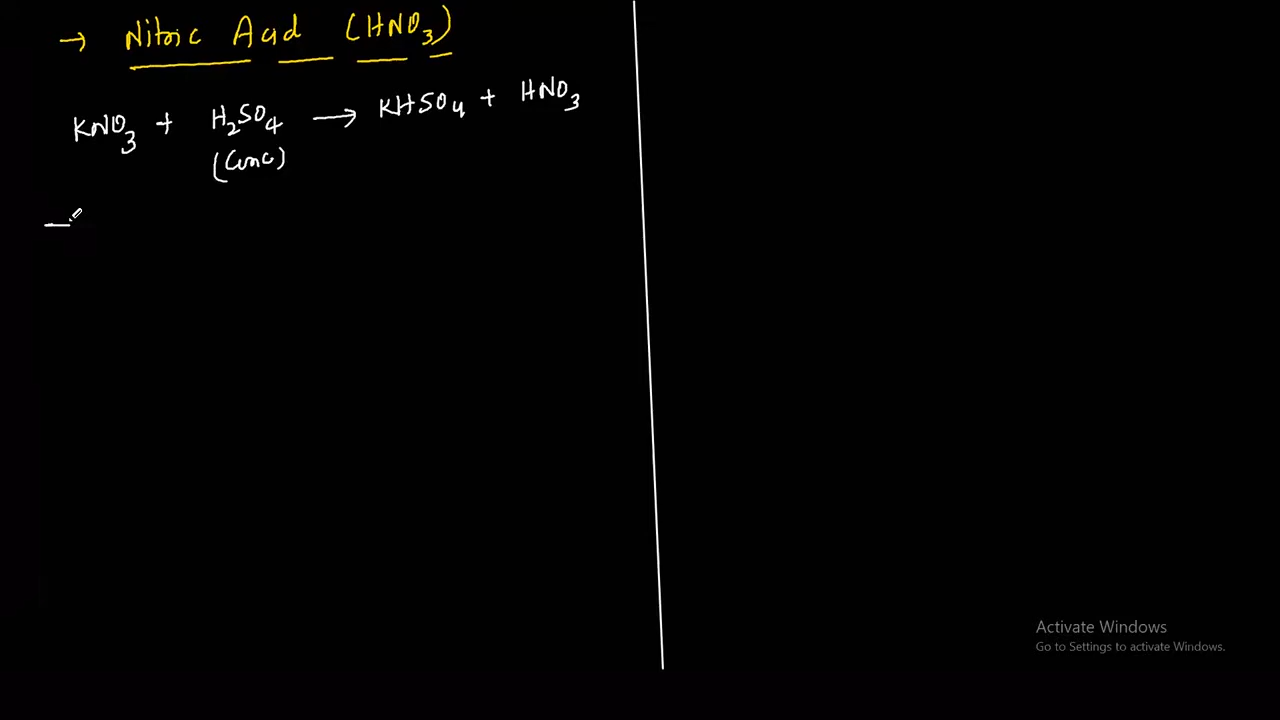 → Nitric Acid (HNO₃)
KNO₃ + H₂SO₄ → KHSO₄ + HNO₃
(Conc)
Activate Windows
Go to Settings to activate Windows.